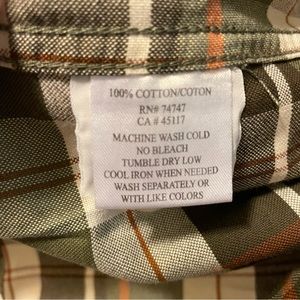 100% COTTON/COTON
RN# 74747
CA # 45117
MACHINE WASH COLD
NO BLEACH
TUMBLE DRY LOW
COOL IRON WHEN NEEDED
WASH SEPARATELY OR
WITH LIKE COLORS